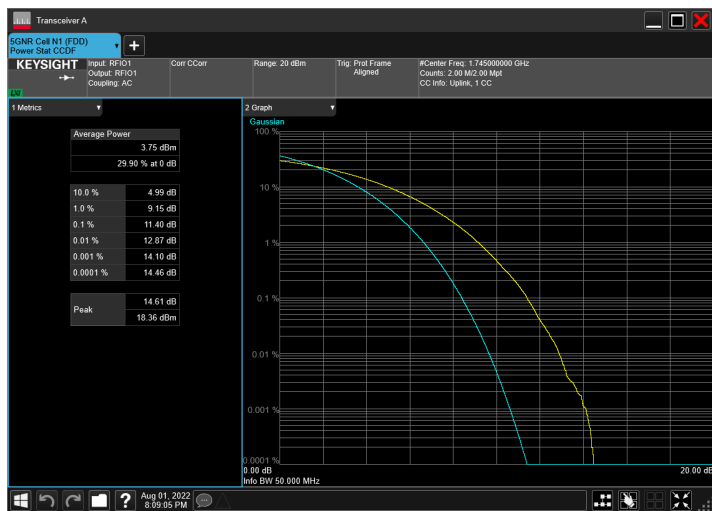 Transceiver A
5GNR Cell N1 (FDD)
Power Stat CCDF
KEYSIGHT
Input: RFIO1
Output: RFIO1
Coupling: AC
Corr CCorr
Range: 20 dBm
Trig: Prot Frame
Aligned
#Center Freq: 1.745000000 GHz
Counts: 2.00 M/2.00 Mpt
CC Info: Uplink, 1 CC
1 Metrics
Average Power
3.75 dBm
29.90 % at 0 dB
10.0 % 4.99 dB
1.0 % 9.15 dB
0.1 % 11.40 dB
0.01 % 12.87 dB
0.001 % 14.10 dB
0.0001 % 14.46 dB
Peak
14.61 dB
18.36 dBm
2 Graph
Gaussian
100 %
10 %
1 %
0.1 %
0.01 %
0.001 %
0.0001 %
0.00 dB
20.00 dB
Info BW 50.000 MHz
Aug 01, 2022
8:09:05 PM